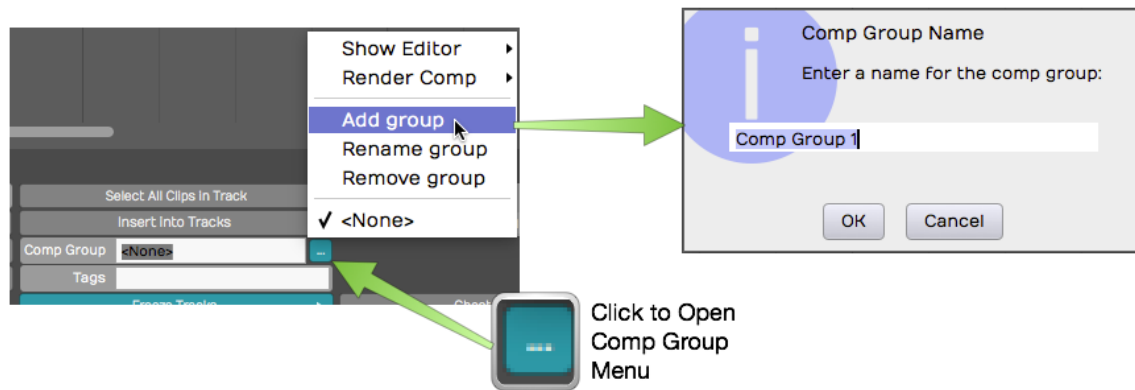 Show Editor
Render Comp
Add group
Rename group
Remove group
✓ <None>
Select All Clips in Track
Insert Into Tracks
Comp Group <None> ...
Tags
Freeze Tracks
Comp Group Name
Enter a name for the comp group:
Comp Group 1
OK Cancel
...
Click to Open
Comp Group
Menu